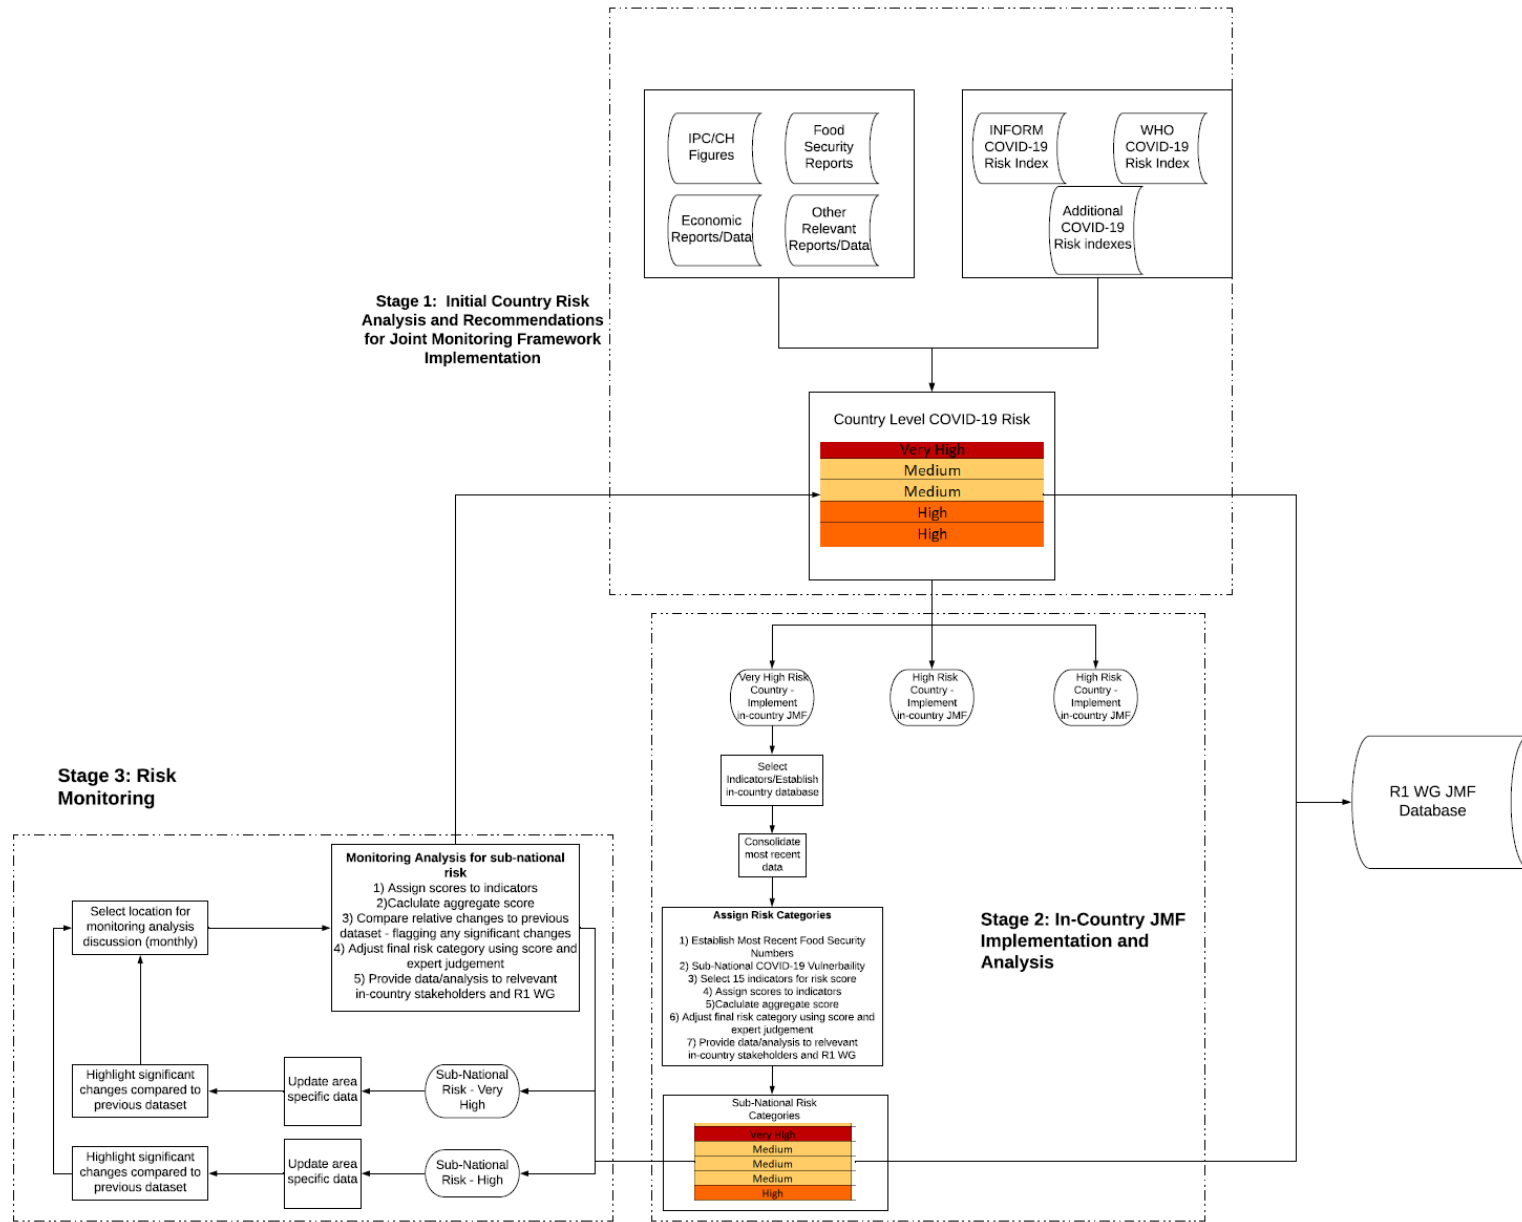 IPC/CH
Figures
Food
Security
Reports
Economic
Reports/Data
Other
Relevant
Reports/Data
INFORM
COVID-19
Risk Index
WHO
COVID-19
Risk Index
Additional
COVID-19
Risk indexes
Stage 1:  Initial Country Risk
Analysis and Recommendations
for Joint Monitoring Framework
Implementation
Country Level COVID-19 Risk
Very High
Medium
Medium
High
High
Very High Risk
Country -
Implement
in-country JMF
High Risk
Country -
Implement
in-country JMF
High Risk
Country -
Implement
in-country JMF
Select
Indicators/Establish
in-country database
Consolidate
most recent
data
Assign Risk Categories
1) Establish Most Recent Food Security
Numbers
2) Sub-National COVID-19 Vulnerbaility
3) Select 15 indicators for risk score
4) Assign scores to indicators
5)Caclulate aggregate score
6) Adjust final risk category using score and
expert judgement
7) Provide data/analysis to relvevant
in-country stakeholders and R1 WG
Sub-National Risk
Categories
Very High
Medium
Medium
Medium
High
Stage 2: In-Country JMF
Implementation and
Analysis
R1 WG JMF
Database
Stage 3: Risk
Monitoring
Monitoring Analysis for sub-national
risk
1) Assign scores to indicators
2)Caclulate aggregate score
3) Compare relative changes to previous
dataset - flagging any significant changes
4) Adjust final risk category using score and
expert judgement
5) Provide data/analysis to relvevant
in-country stakeholders and R1 WG
Select location for
monitoring analysis
discussion (monthly)
Highlight significant
changes compared to
previous dataset
Update area
specific data
Sub-National
Risk - Very
High
Highlight significant
changes compared to
previous dataset
Update area
specific data
Sub-National
Risk - High